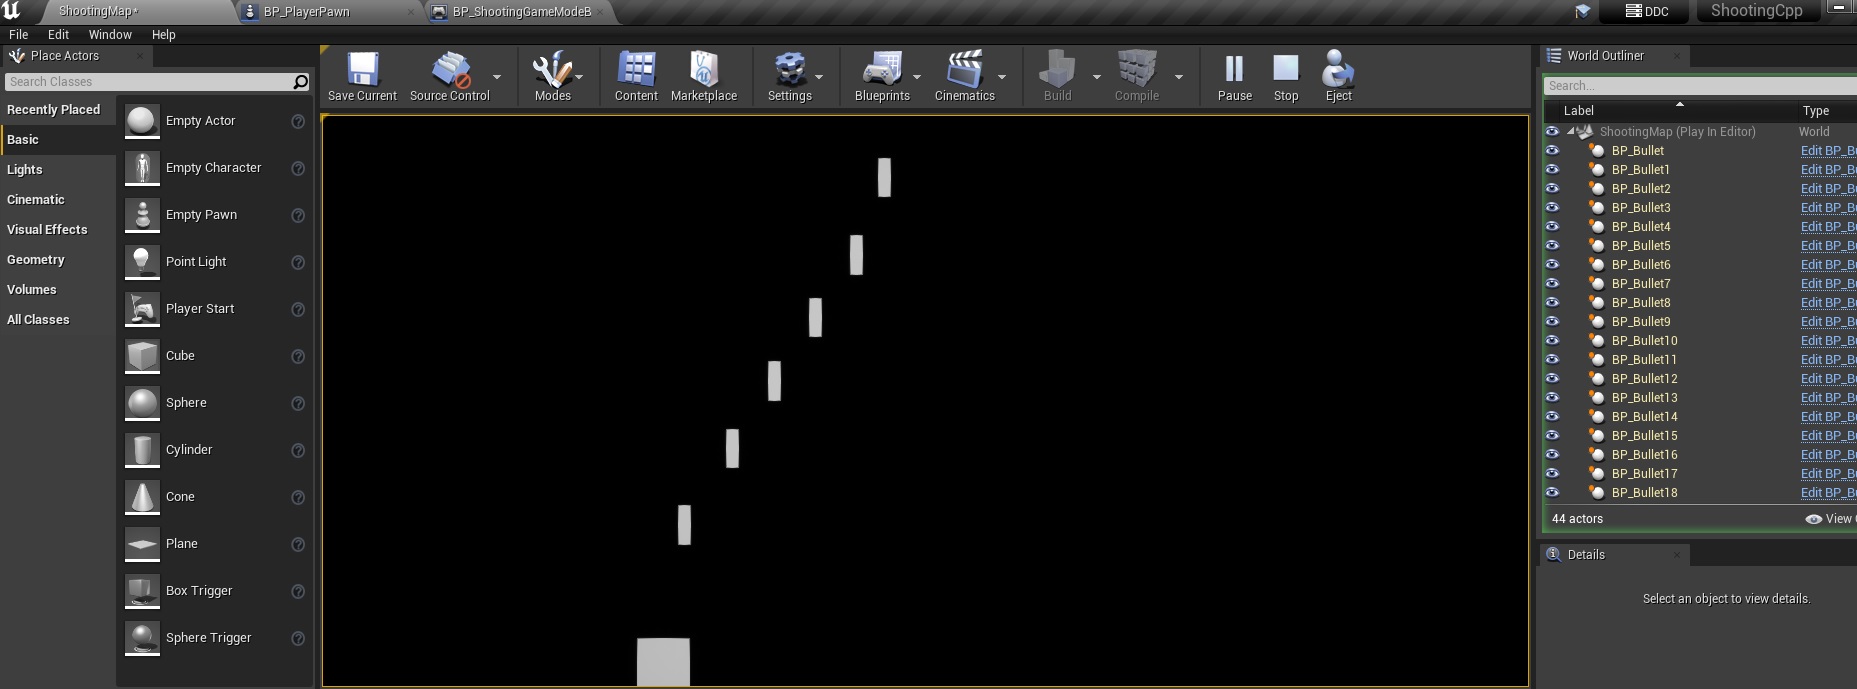 ShootingMap*
BP_PlayerPawn
BP_ShootingGameModeB
DDC
ShootingCpp
File Edit Window Help
Place Actors
Search Classes
Recently Placed
Basic
Lights
Cinematic
Visual Effects
Geometry
Volumes
All Classes
Empty Actor
Empty Character
Empty Pawn
Point Light
Player Start
Cube
Sphere
Cylinder
Cone
Plane
Box Trigger
Sphere Trigger
Save Current
Source Control
Modes
Content
Marketplace
Settings
Blueprints
Cinematics
Build
Compile
Pause
Stop
Eject
World Outliner
Search...
Label Type
ShootingMap (Play In Editor) World
BP_Bullet Edit BP_B
BP_Bullet1 Edit BP_B
BP_Bullet2 Edit BP_B
BP_Bullet3 Edit BP_B
BP_Bullet4 Edit BP_B
BP_Bullet5 Edit BP_B
BP_Bullet6 Edit BP_B
BP_Bullet7 Edit BP_B
BP_Bullet8 Edit BP_B
BP_Bullet9 Edit BP_B
BP_Bullet10 Edit BP_B
BP_Bullet11 Edit BP_B
BP_Bullet12 Edit BP_B
BP_Bullet13 Edit BP_B
BP_Bullet14 Edit BP_B
BP_Bullet15 Edit BP_B
BP_Bullet16 Edit BP_B
BP_Bullet17 Edit BP_B
BP_Bullet18 Edit BP_B
44 actors View
Details
Select an object to view details.